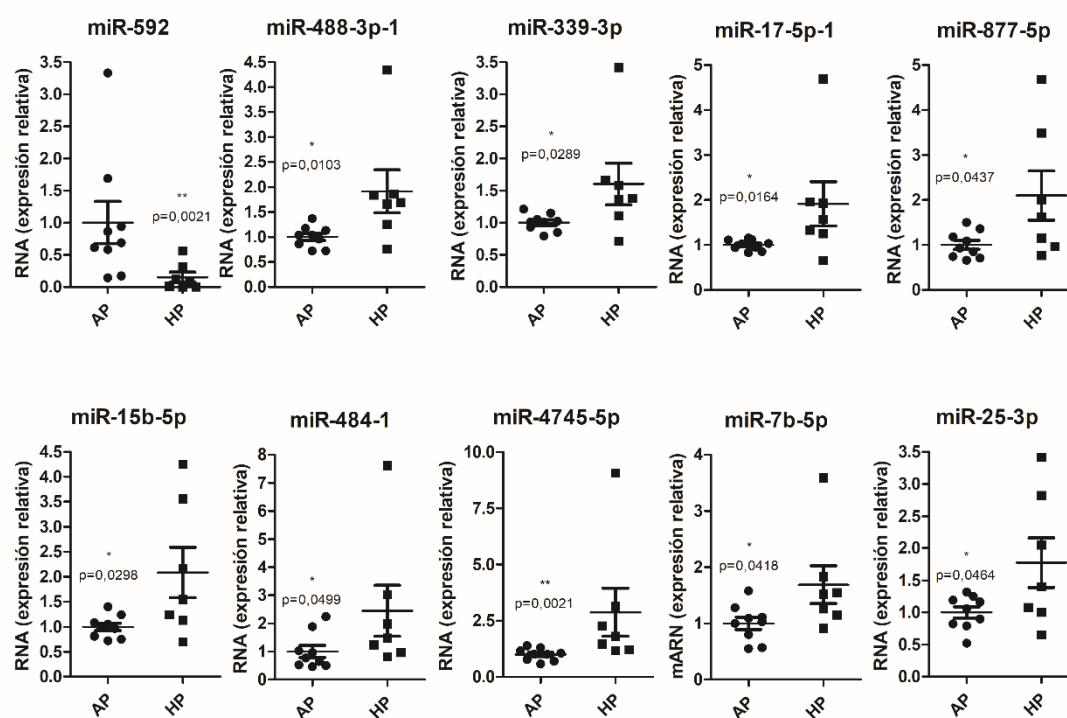 miR-592
RNA (expresión relativa)
3.5
3.0
2.5
2.0
1.5
1.0
0.5
0.0
**
p=0,0021
AP
HP
miR-488-3p-1
RNA (expresión relativa)
4.5
4.0
3.5
3.0
2.5
2.0
1.5
1.0
0.5
0.0
*
p=0,0103
AP
HP
miR-339-3p
RNA (expresión relativa)
3.5
3.0
2.5
2.0
1.5
1.0
0.5
0.0
*
p=0,0289
AP
HP
miR-17-5p-1
RNA (expresión relativa)
5
4
3
2
1
0
*
p=0,0164
AP
HP
miR-877-5p
RNA (expresión relativa)
5
4
3
2
1
0
*
p=0,0437
AP
HP
miR-15b-5p
RNA (expresión relativa)
4.5
4.0
3.5
3.0
2.5
2.0
1.5
1.0
0.5
0.0
*
p=0,0298
AP
HP
miR-484-1
RNA (expresión relativa)
8
6
4
2
0
*
p=0,0499
AP
HP
miR-4745-5p
RNA (expresión relativa)
10.0
7.5
5.0
2.5
0.0
**
p=0,0021
AP
HP
miR-7b-5p
mARN (expresión relativa)
4
3
2
1
0
*
p=0,0418
AP
HP
miR-25-3p
RNA (expresión relativa)
3.5
3.0
2.5
2.0
1.5
1.0
0.5
0.0
*
p=0,0464
AP
HP